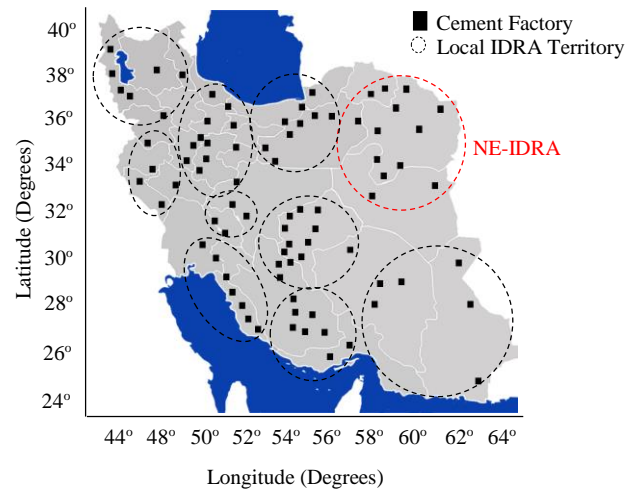 Cement Factory
Local IDRA Territory
NE-IDRA
Latitude (Degrees)
40º
38º
36º
34º
32º
30º
28º
26º
24º
44º 48º 50º 52º 54º 56º 58º 60º 62º 64º
Longitude (Degrees)